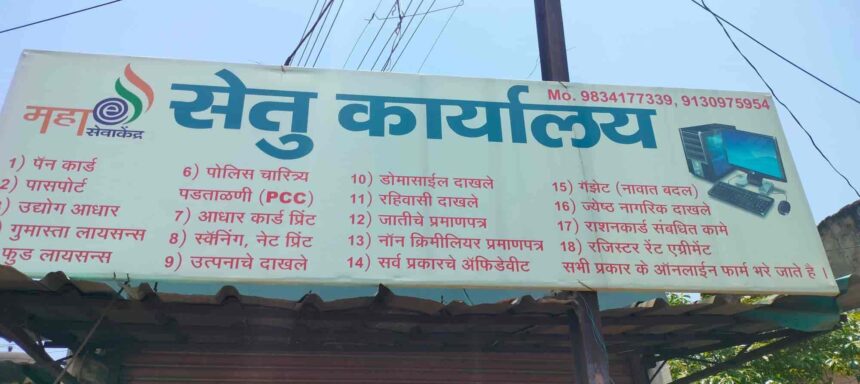 Mo. 9834177339, 9130975954
महा e सेवाकेंद्र
सेतु कार्यालय
1) पॅन कार्ड
2) पासपोर्ट
) उद्योग आधार
) गुमास्ता लायसन्स
फुड लायसन्स
6) पोलिस चारित्र्य
पडताळणी (PCC)
7) आधार कार्ड प्रिंट
8) स्कॅनिंग, नेट प्रिंट
9) उत्पनाचे दाखले
10) डोमासाईल दाखले
11) रहिवासी दाखले
12) जातीचे प्रमाणपत्र
13) नॉन क्रिमीलियर प्रमाणपत्र
14) सर्व प्रकारचे ॲफिडेवीट
15) गॅझेट (नावात बदल)
16) ज्येष्ठ नागरिक दाखले
17) राशनकार्ड संबधित कामे
18) रजिस्टर रेंट एग्रीमेंट
सभी प्रकार के ऑनलाईन फार्म भरे जाते है ।